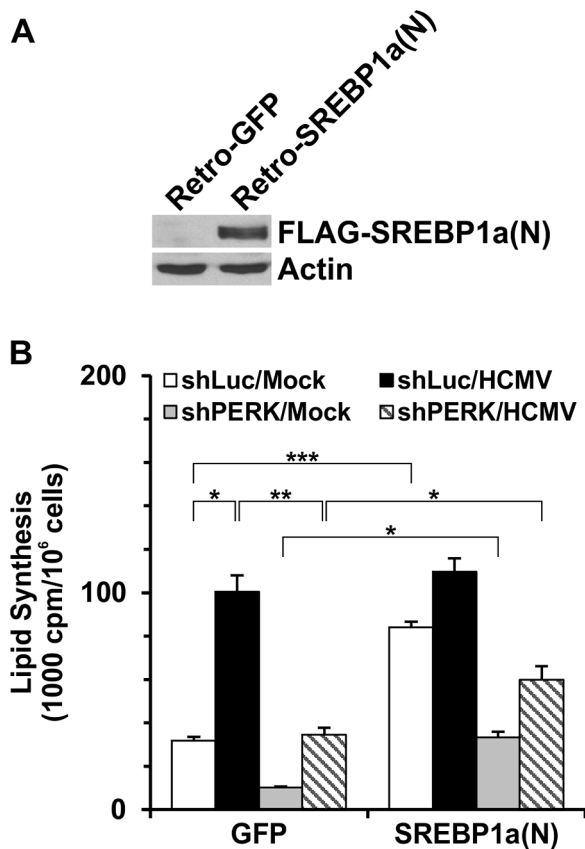 A
Retro-GFP
Retro-SREBP1a(N)
FLAG-SREBP1a(N)
Actin
B
200
shLuc/Mock shLuc/HCMV
shPERK/Mock shPERK/HCMV
***
* ** *
*
100
0
Lipid Synthesis
(1000 cpm/10⁶ cells)
GFP SREBP1a(N)